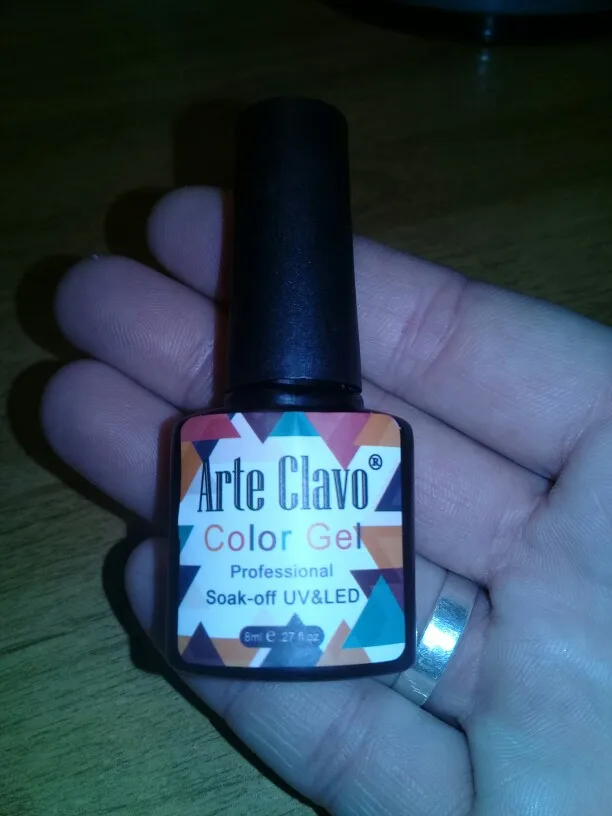 Arte Clavo®
Color Gel
Professional
Soak-off UV&LED
8ml ℮ .27 fl oz